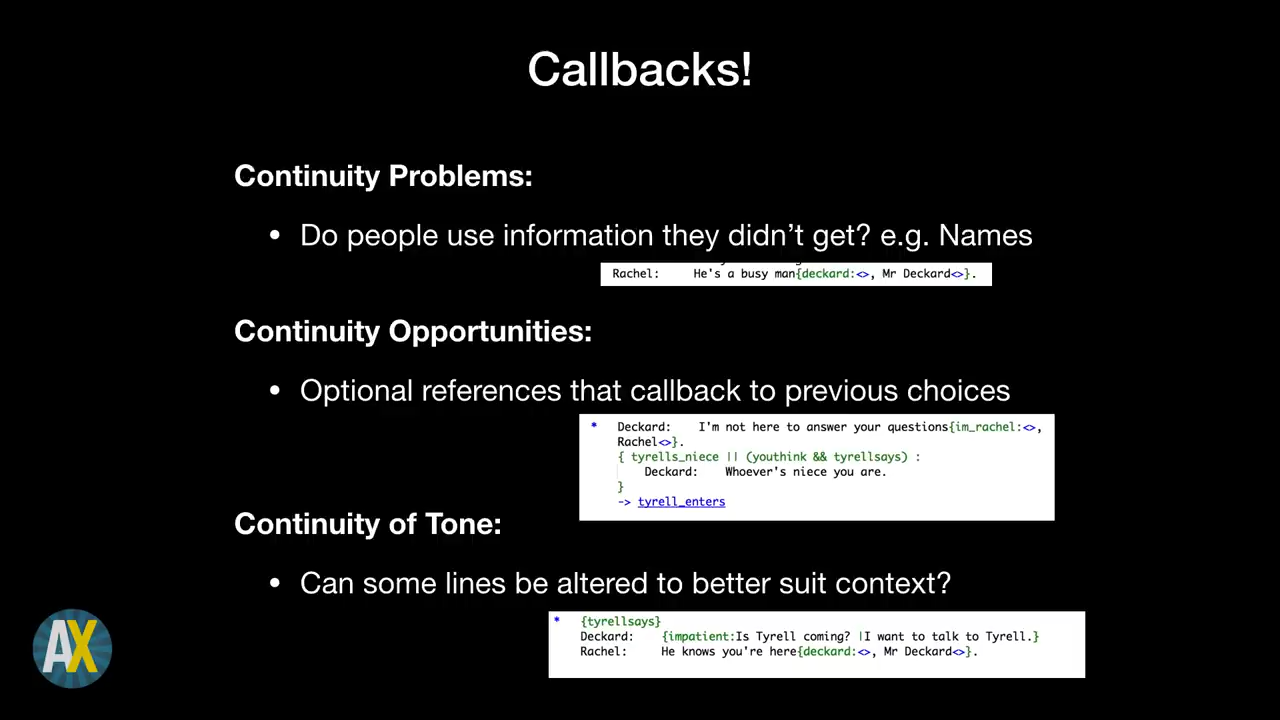 Callbacks!
Continuity Problems:
• Do people use information they didn’t get? e.g. Names
Rachel: He's a busy man{deckard:<>, Mr Deckard<>}.
Continuity Opportunities:
• Optional references that callback to previous choices
* Deckard: I'm not here to answer your questions{im_rachel:<>,
Rachel<>}.
{ tyrells_niece || (youthink && tyrellsays) :
Deckard: Whoever's niece you are.
}
-> tyrell_enters
Continuity of Tone:
• Can some lines be altered to better suit context?
* {tyrellsays}
Deckard: {impatient:Is Tyrell coming? |I want to talk to Tyrell.}
Rachel: He knows you're here{deckard:<>, Mr Deckard<>}.
AX